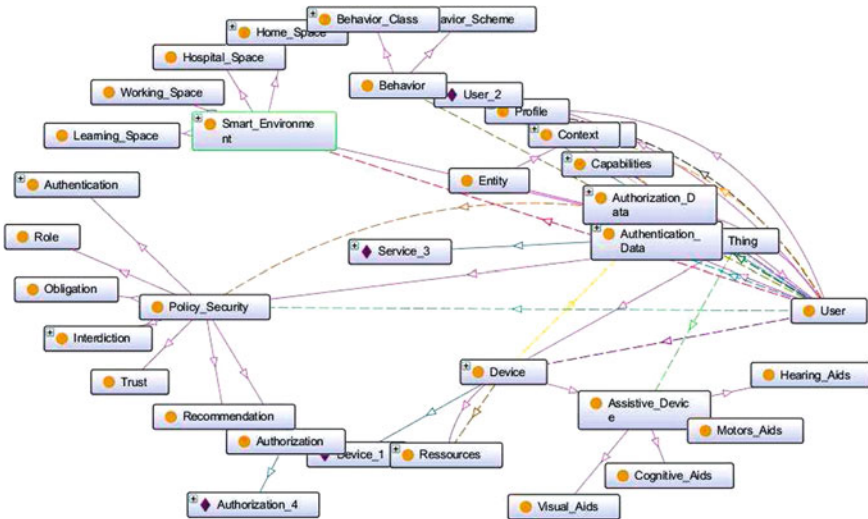 Behavior_Class
avior_Scheme
Home_Space
Hospital_Space
Behavior
Working_Space
User_2
Profile
Smart_Environme
nt
Context
Learning_Space
Capabilities
Entity
Authentication
Authorization_D
ata
Role
Authentication_
Data
Thing
Service_3
Obligation
Policy_Security
User
Interdiction
Trust
Device
Hearing_Aids
Assistive_Devic
e
Recommendation
Motors_Aids
Authorization
Device_1
Ressources
Cognitive_Aids
Authorization_4
Visual_Aids